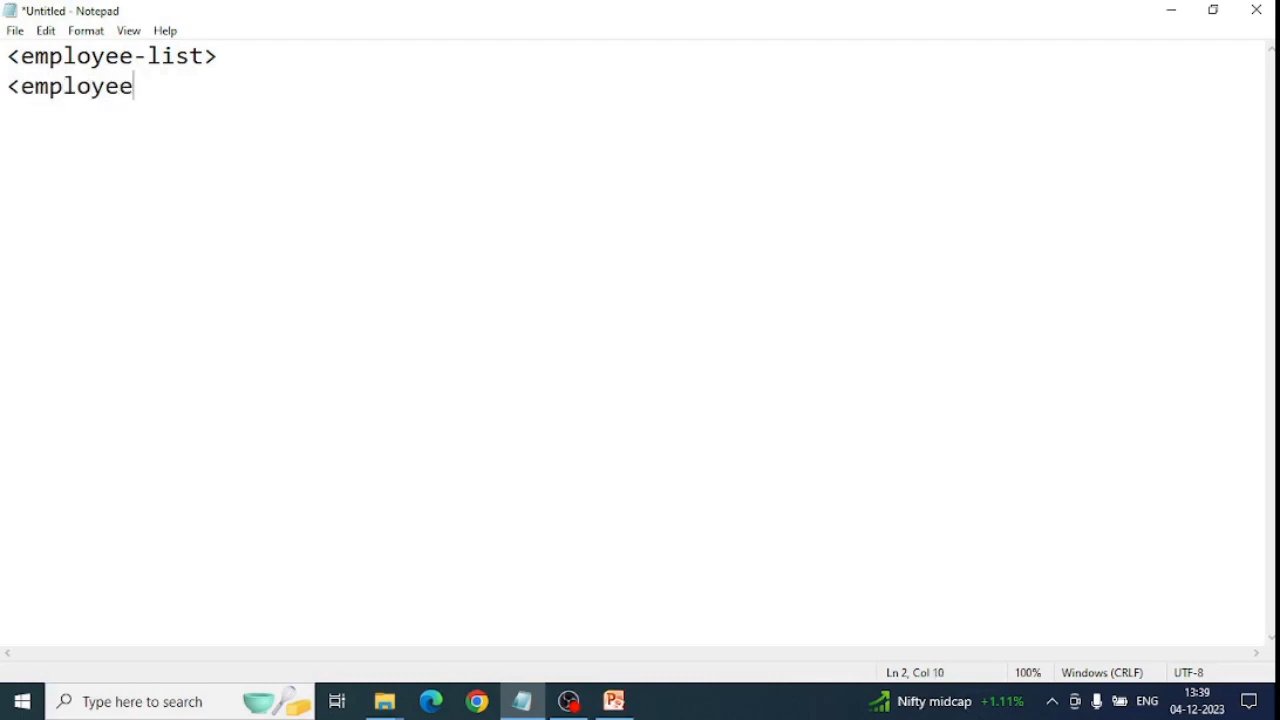 *Untitled - Notepad
File Edit Format View Help
<employee-list>
<employee
Ln 2, Col 10 100% Windows (CRLF) UTF-8
Type here to search Nifty midcap +1.11% ENG 13:39
04-12-2023